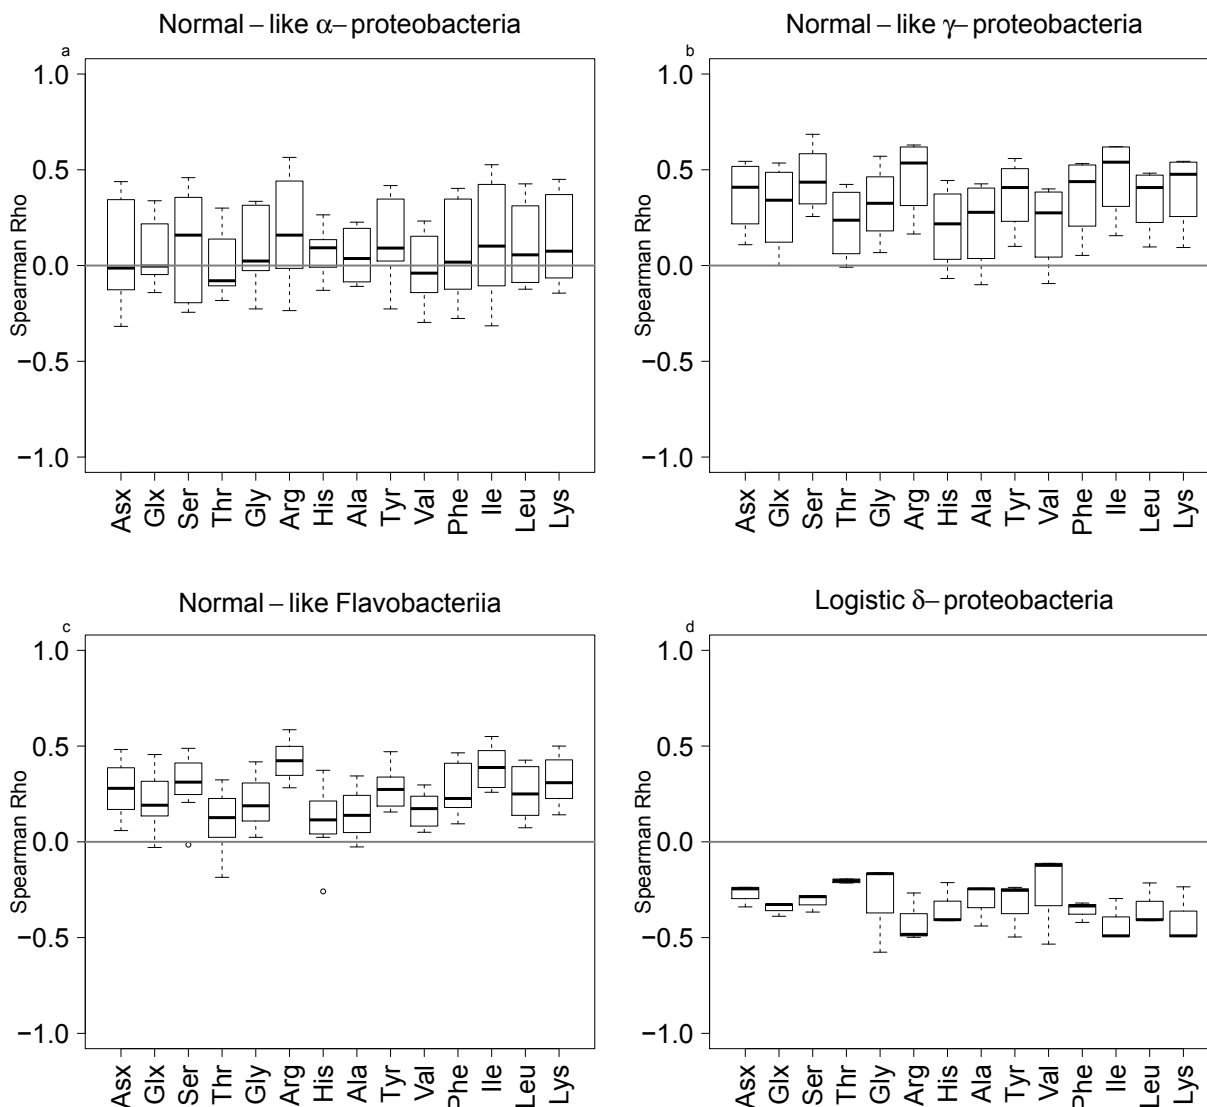 Normal – like α– proteobacteria
a
1.0
0.5
0.0
−0.5
−1.0
Spearman Rho
Asx Glx Ser Thr Gly Arg His Ala Tyr Val Phe Ile Leu Lys
Normal – like γ– proteobacteria
b
1.0
0.5
0.0
−0.5
−1.0
Spearman Rho
Asx Glx Ser Thr Gly Arg His Ala Tyr Val Phe Ile Leu Lys
Normal – like Flavobacteriia
c
1.0
0.5
0.0
−0.5
−1.0
Spearman Rho
Asx Glx Ser Thr Gly Arg His Ala Tyr Val Phe Ile Leu Lys
Logistic δ– proteobacteria
d
1.0
0.5
0.0
−0.5
−1.0
Spearman Rho
Asx Glx Ser Thr Gly Arg His Ala Tyr Val Phe Ile Leu Lys